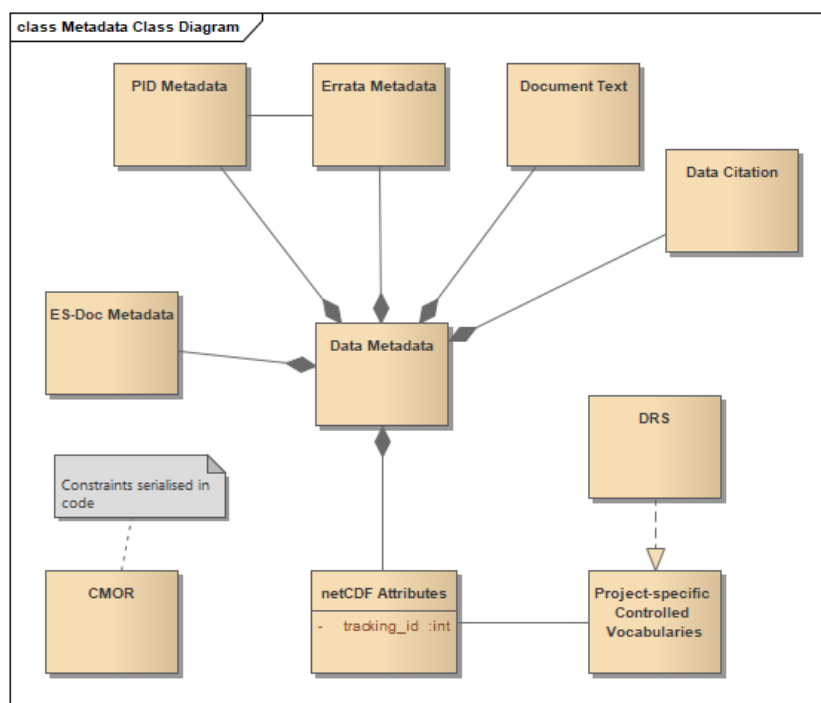 class Metadata Class Diagram
PID Metadata
Errata Metadata
Document Text
Data Citation
ES-Doc Metadata
Data Metadata
DRS
Constraints serialised in
code
CMOR
netCDF Attributes
- tracking_id :int
Project-specific
Controlled
Vocabularies